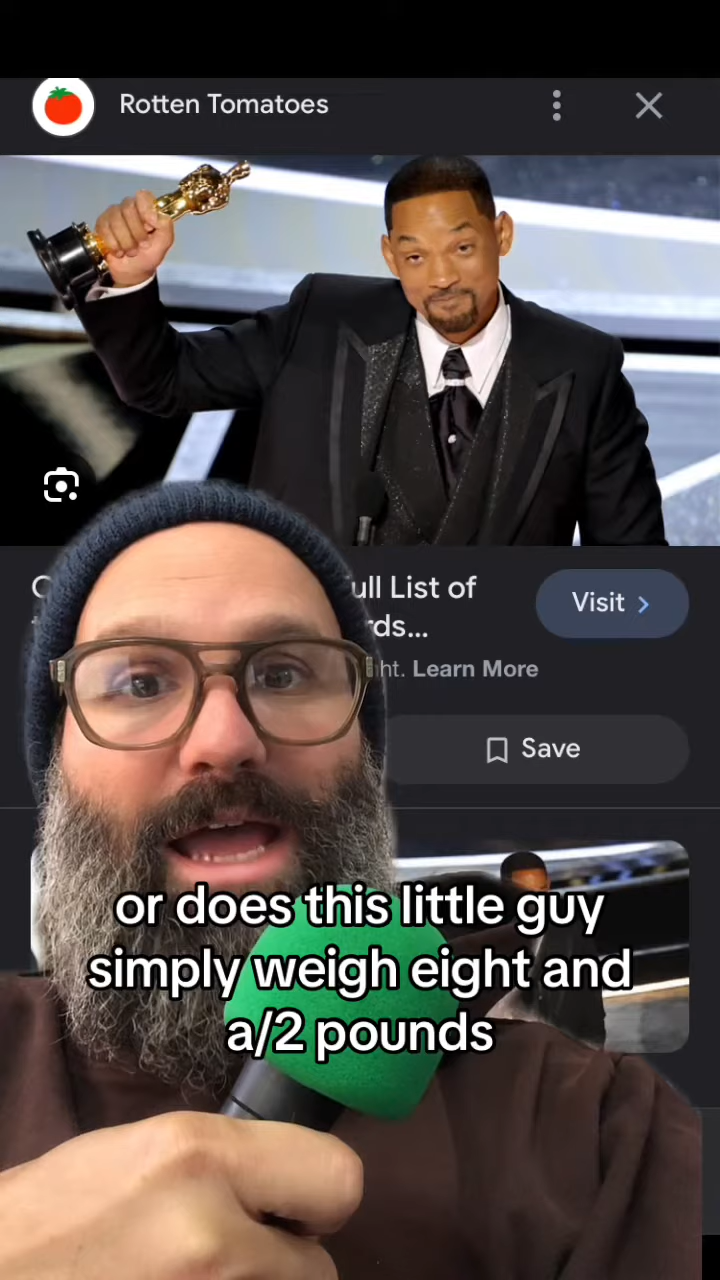 Rotten Tomatoes
ull List of
rds...
Visit
ht. Learn More
Save
or does this little guy
simply weigh eight and
a/2 pounds